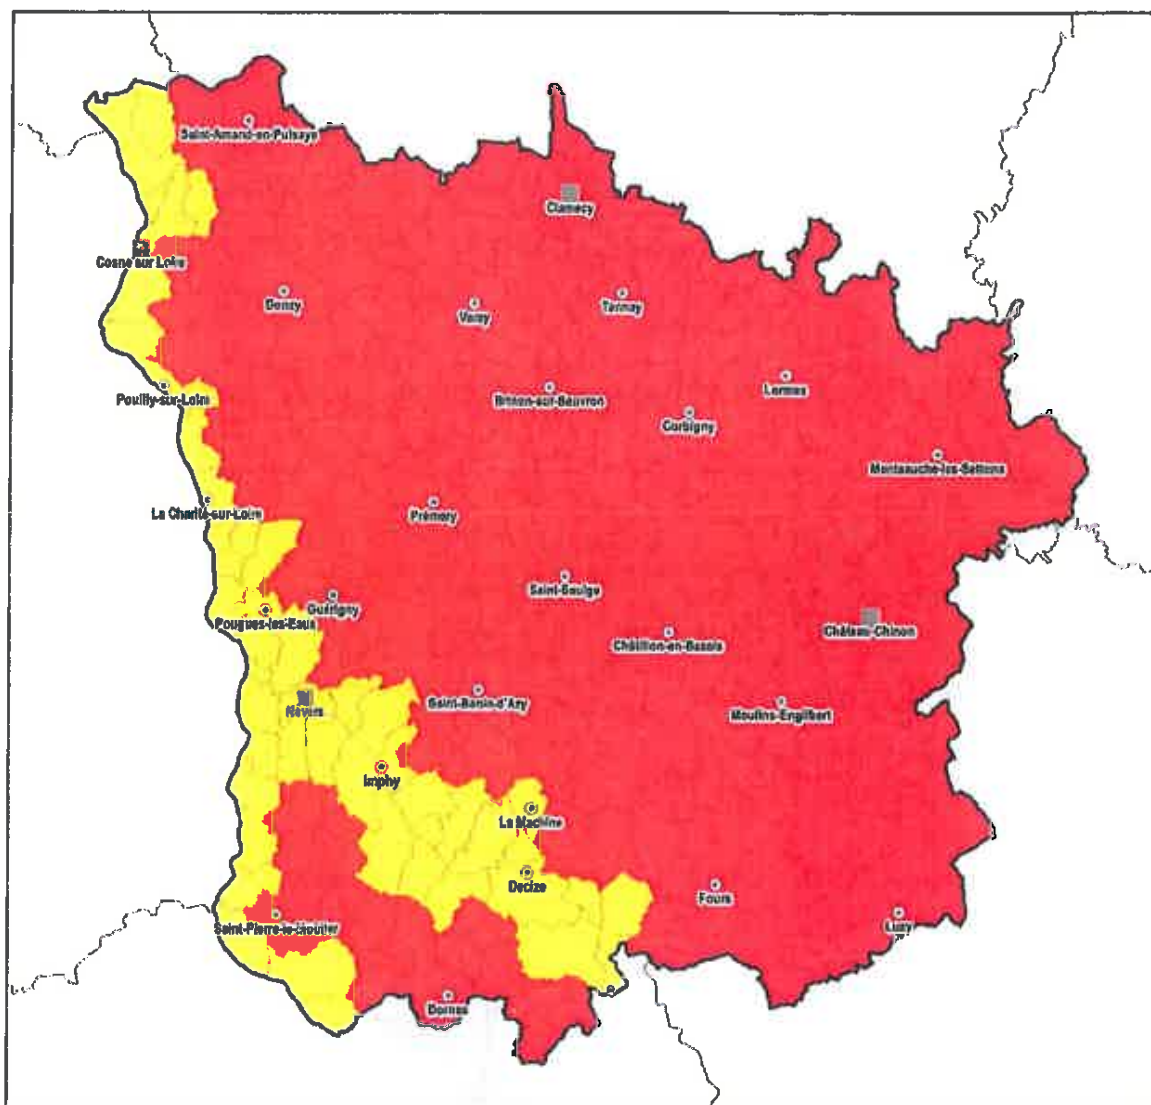 Saint-Amand-en-Puisaye
Clamecy
Cosne sur Loire
Donzy
Varzy
Tannay
Pouilly-sur-Loire
Brinon-sur-Beuvron
Lormes
Corbigny
Montsauche-les-Settons
La Charité-sur-Loire
Prémery
Saint-Saulge
Guérigny
Pougues-les-Eaux
Châtillon-en-Bazois
Château-Chinon
Saint-Benin-d'Azy
Nevers
Moulins-Engilbert
Imphy
La Machine
Decize
Fours
Saint-Pierre-le-Moutier
Luzy
Dornes